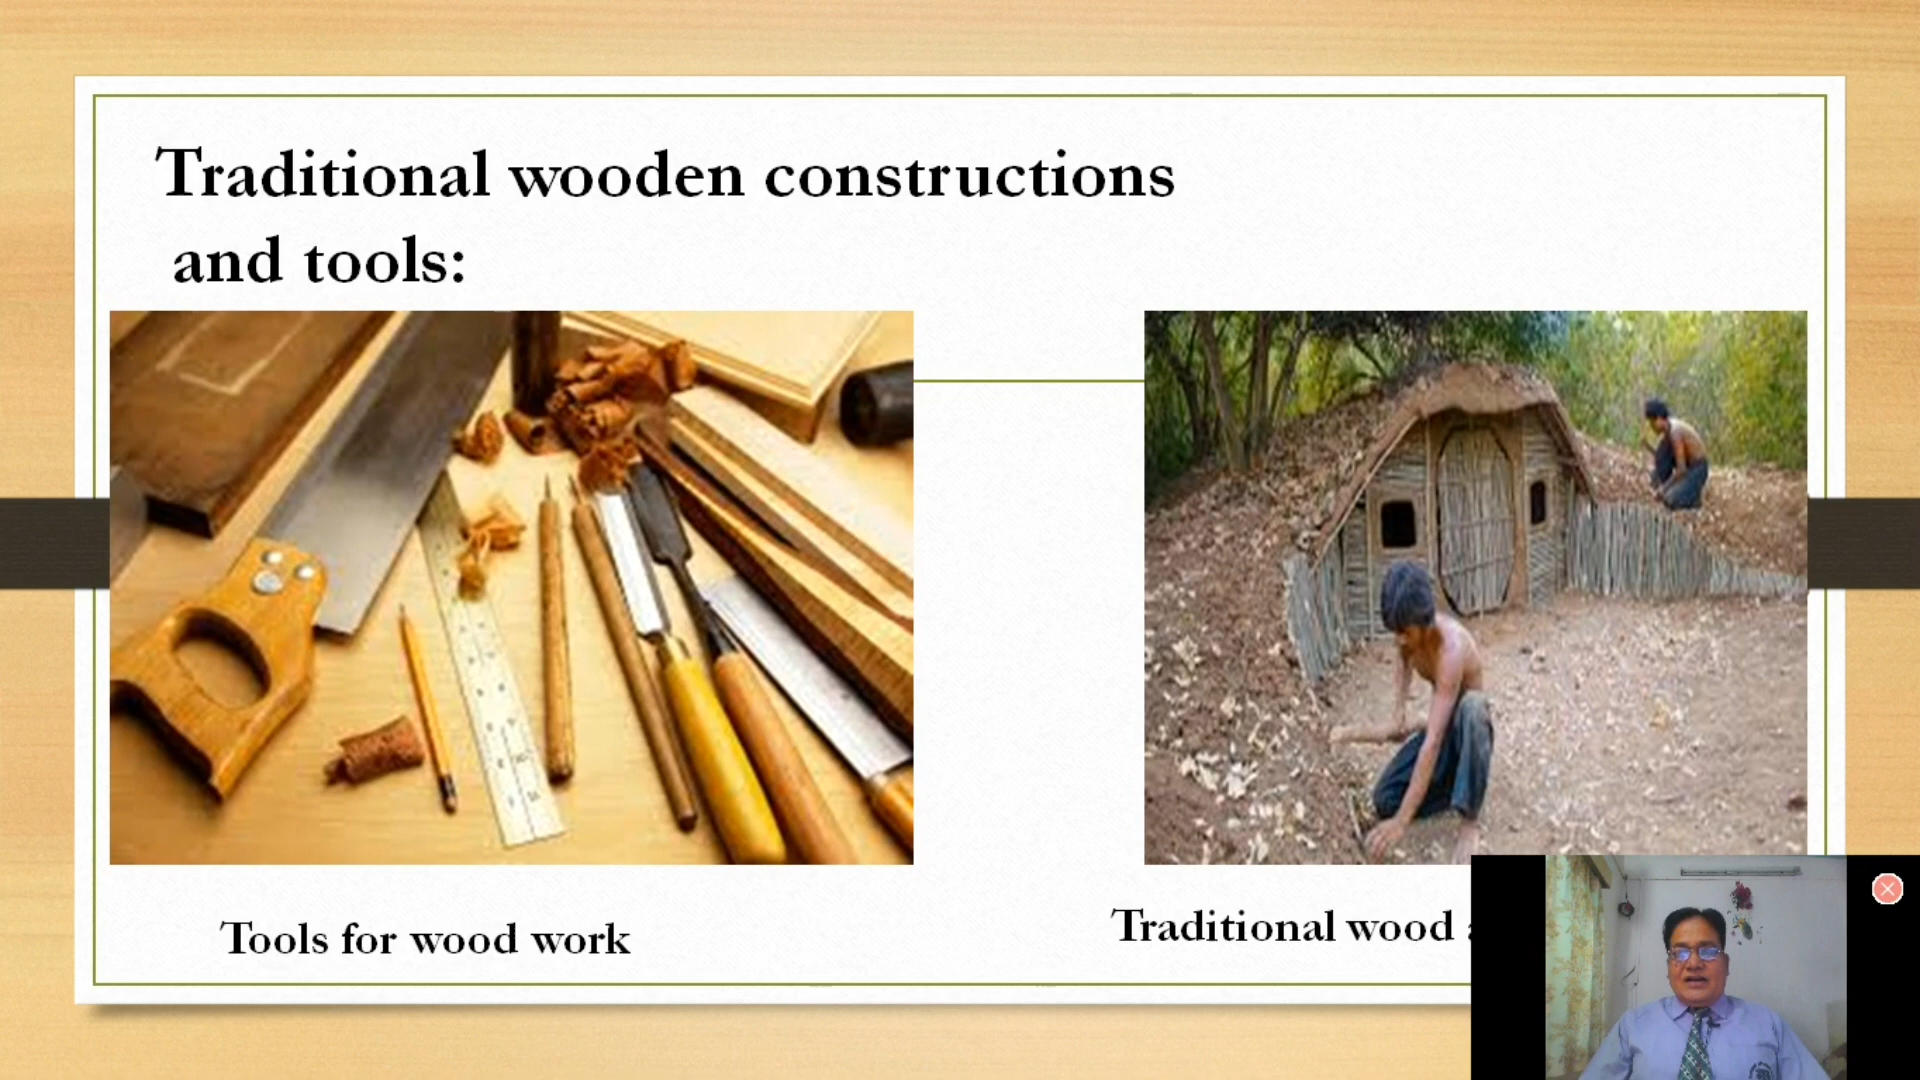 Traditional wooden constructions
and tools:
Tools for wood work
Traditional wood